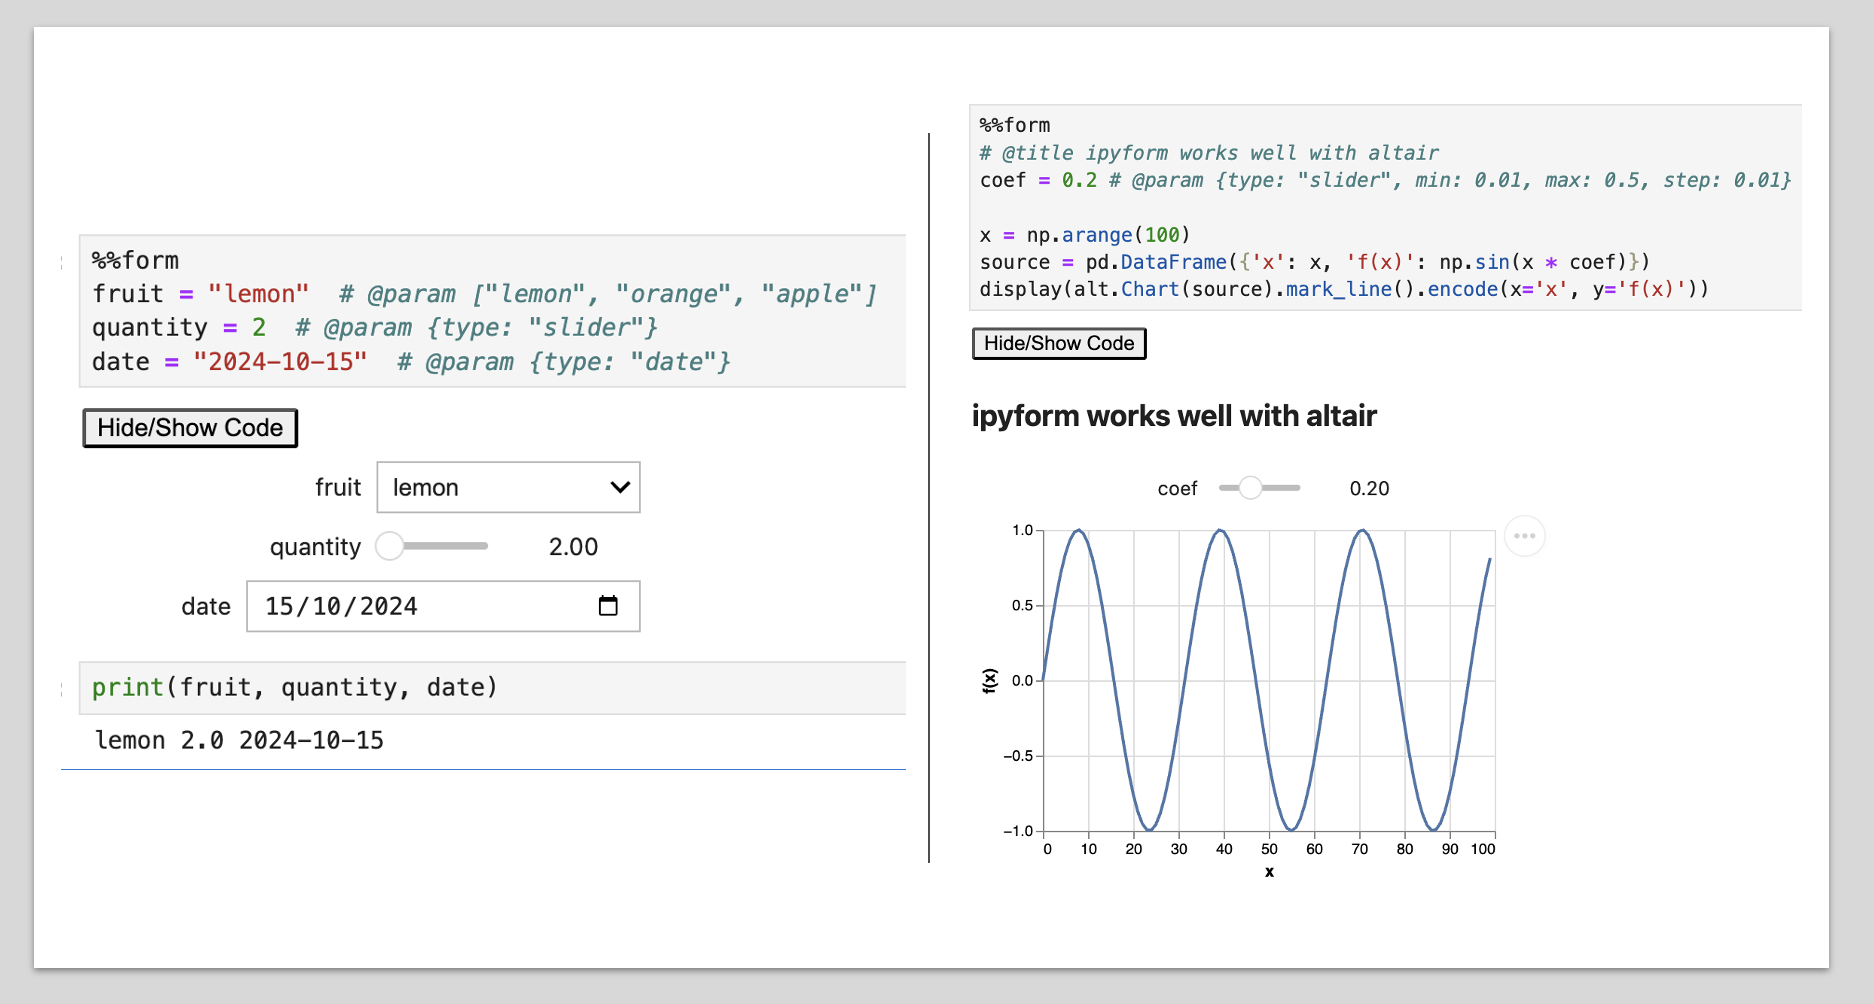 %%form
fruit = "lemon"  # @param ["lemon", "orange", "apple"]
quantity = 2  # @param {type: "slider"}
date = "2024-10-15"  # @param {type: "date"}
Hide/Show Code
fruit lemon
quantity 2.00
date 15/10/2024
print(fruit, quantity, date)
lemon 2.0 2024-10-15
%%form
# @title ipyform works well with altair
coef = 0.2 # @param {type: "slider", min: 0.01, max: 0.5, step: 0.01}
x = np.arange(100)
source = pd.DataFrame({'x': x, 'f(x)': np.sin(x * coef)})
display(alt.Chart(source).mark_line().encode(x='x', y='f(x)'))
Hide/Show Code
ipyform works well with altair
coef 0.20
1.0
0.5
0.0
−0.5
−1.0
f(x)
0 10 20 30 40 50 60 70 80 90 100
x